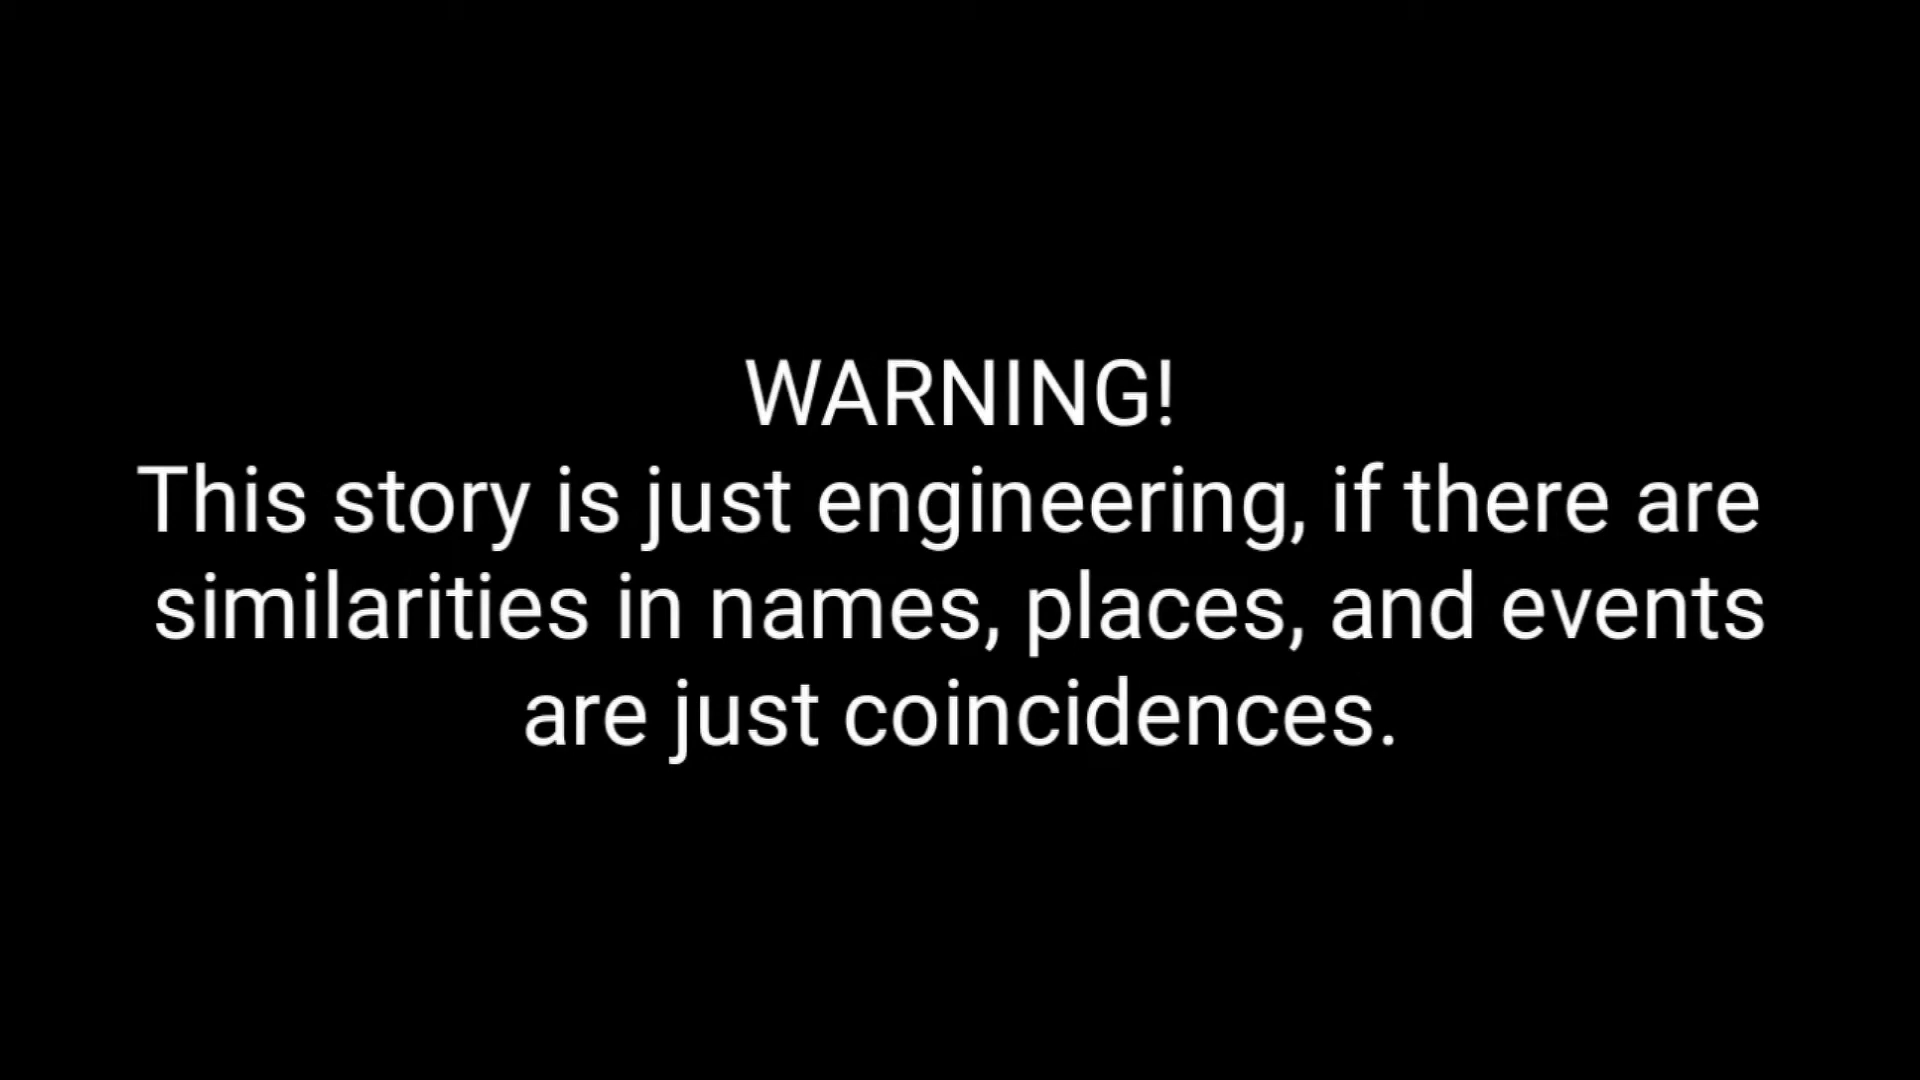 WARNING!
This story is just engineering, if there are
similarities in names, places, and events
are just coincidences.